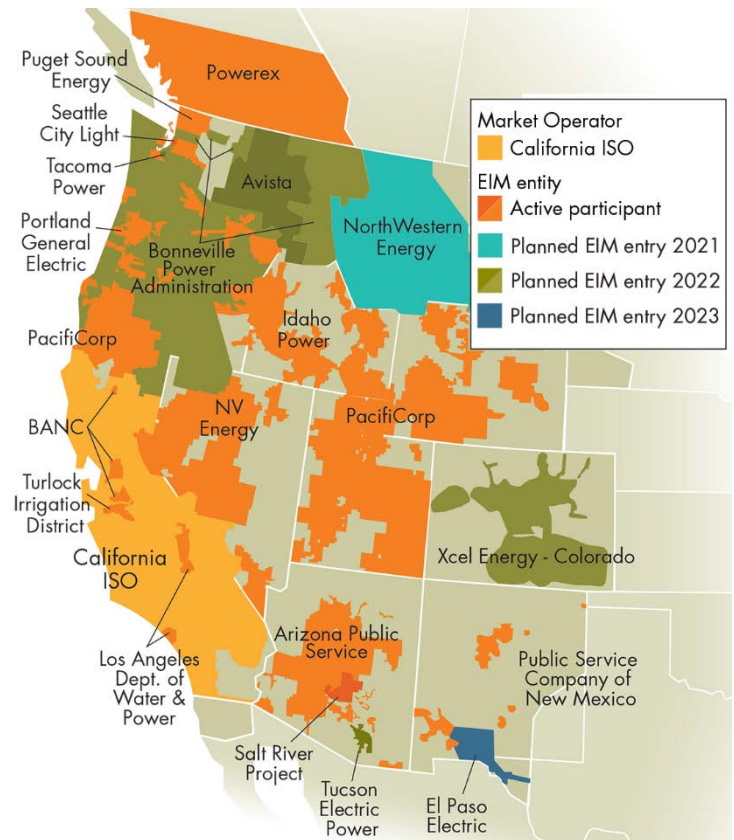 Puget Sound
Energy
Powerex
Seattle
City Light
Tacoma
Power
Avista
Portland
General
Electric
Bonneville
Power
Administration
NorthWestern
Energy
Market Operator
California ISO
EIM entity
Active participant
Planned EIM entry 2021
Planned EIM entry 2022
Planned EIM entry 2023
PacifiCorp
Idaho
Power
BANC
NV
Energy
PacifiCorp
Turlock
Irrigation
District
California
ISO
Xcel Energy - Colorado
Los Angeles
Dept. of
Water &
Power
Arizona Public
Service
Public Service
Company of
New Mexico
Salt River
Project
Tucson
Electric
Power
El Paso
Electric